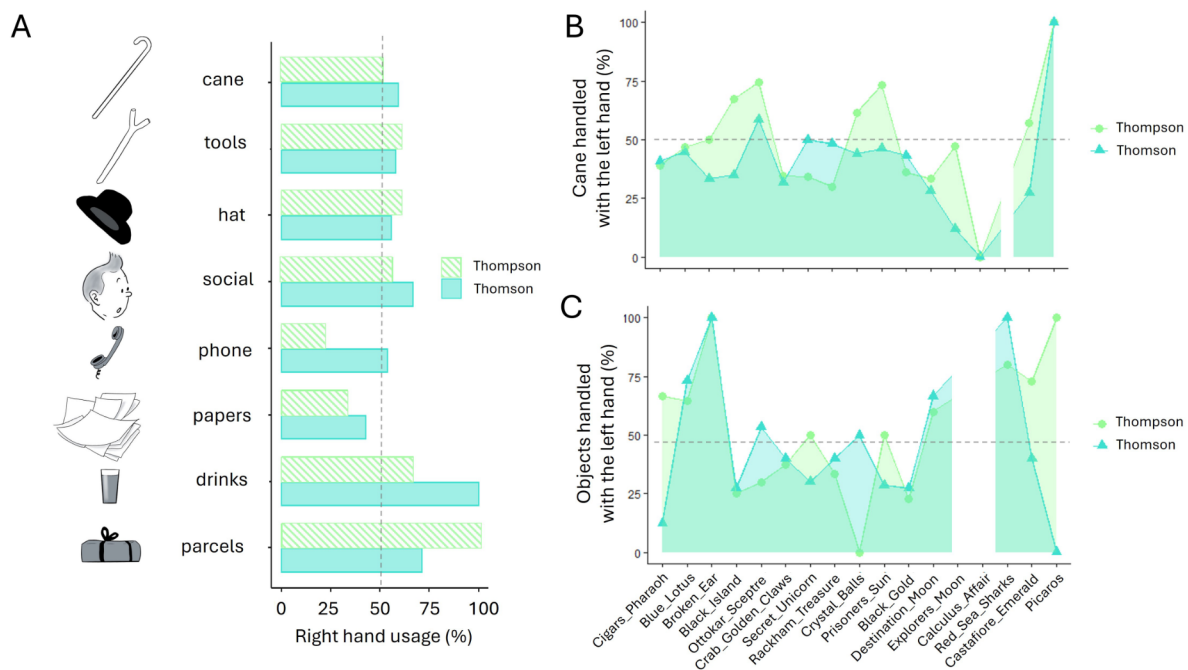 A
cane
tools
hat
social
phone
papers
drinks
parcels
Thompson
Thomson
0
25
50
75
100
Right hand usage (%)
B
Cane handled
with the left hand (%)
100
75
50
25
0
Thompson
Thomson
C
Objects handled
with the left hand (%)
100
75
50
25
0
Thompson
Thomson
Cigars_Pharaoh
Blue_Lotus
Broken_Ear
Black_Island
Ottokar_Sceptre
Crab_Golden_Claws
Secret_Unicorn
Rackham_Treasure
Crystal_Balls
Prisoners_Sun
Black_Gold
Destination_Moon
Explorers_Moon
Calculus_Affair
Red_Sea_Sharks
Castafiore_Emerald
Picaros